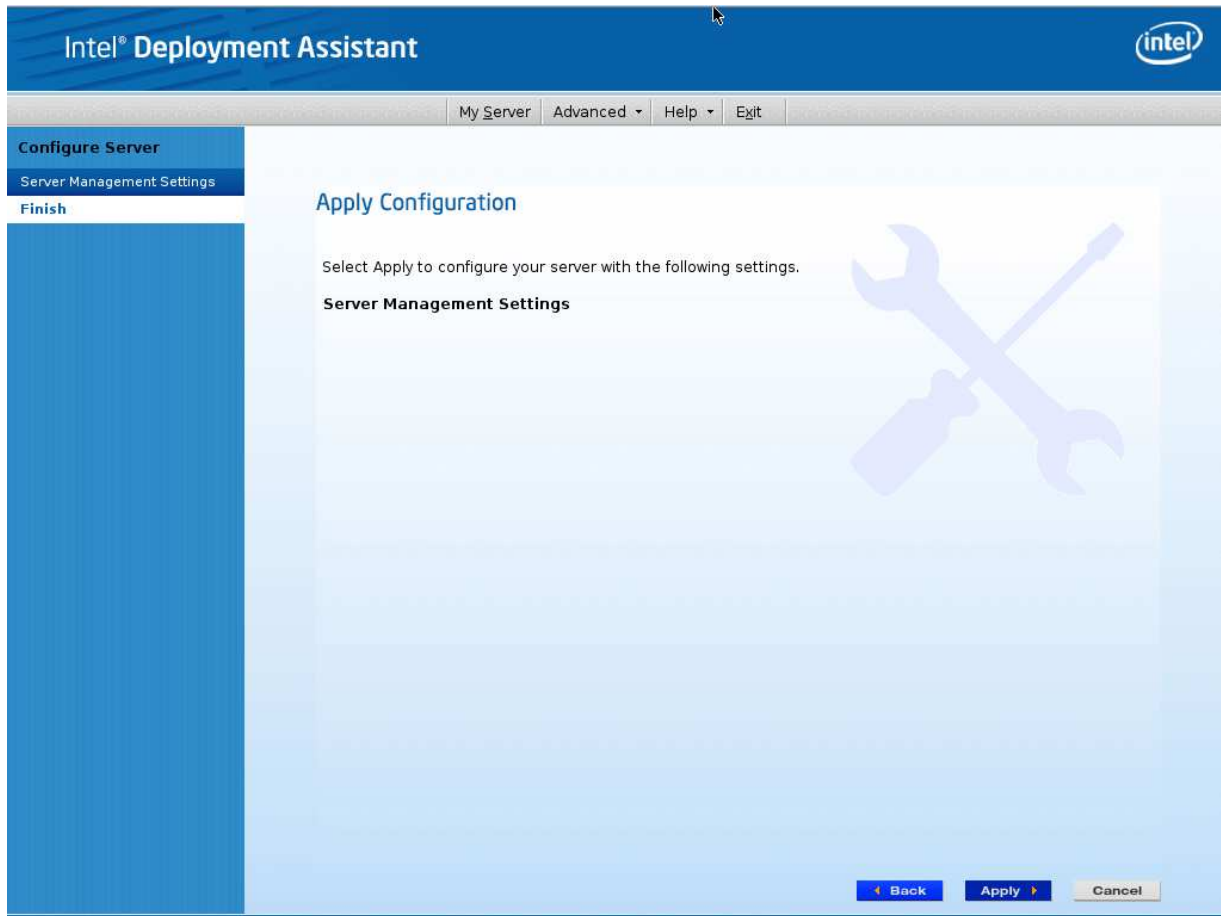 Intel® Deployment Assistant
intel
My Server Advanced Help Exit
Configure Server
Server Management Settings
Finish
Apply Configuration
Select Apply to configure your server with the following settings.
Server Management Settings
Back Apply Cancel